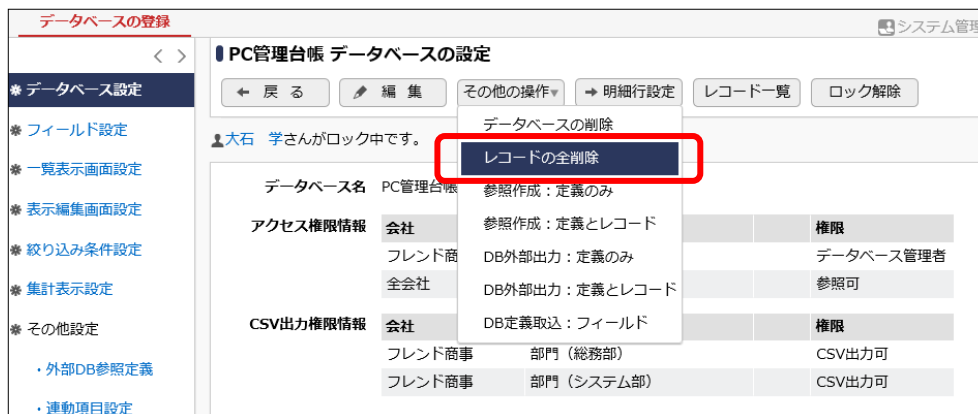 データベースの登録
システム管理
< >
PC管理台帳 データベースの設定
データベース設定
← 戻 る 編 集 その他の操作▼ → 明細行設定 レコード一覧 ロック解除
データベースの削除
フィールド設定
大石 学さんがロック中です。
レコードの全削除
一覧表示画面設定
データベース名 PC管理台帳
参照作成：定義のみ
表示編集画面設定
アクセス権限情報 会社 権限
参照作成：定義とレコード
絞り込み条件設定
フレンド商 データベース管理者
DB外部出力：定義のみ
全会社 参照可
集計表示設定
DB外部出力：定義とレコード
その他設定
CSV出力権限情報 会社 権限
DB定義取込：フィールド
フレンド商事 部門（総務部） CSV出力可
・外部DB参照定義
フレンド商事 部門（システム部） CSV出力可
・連動項目設定